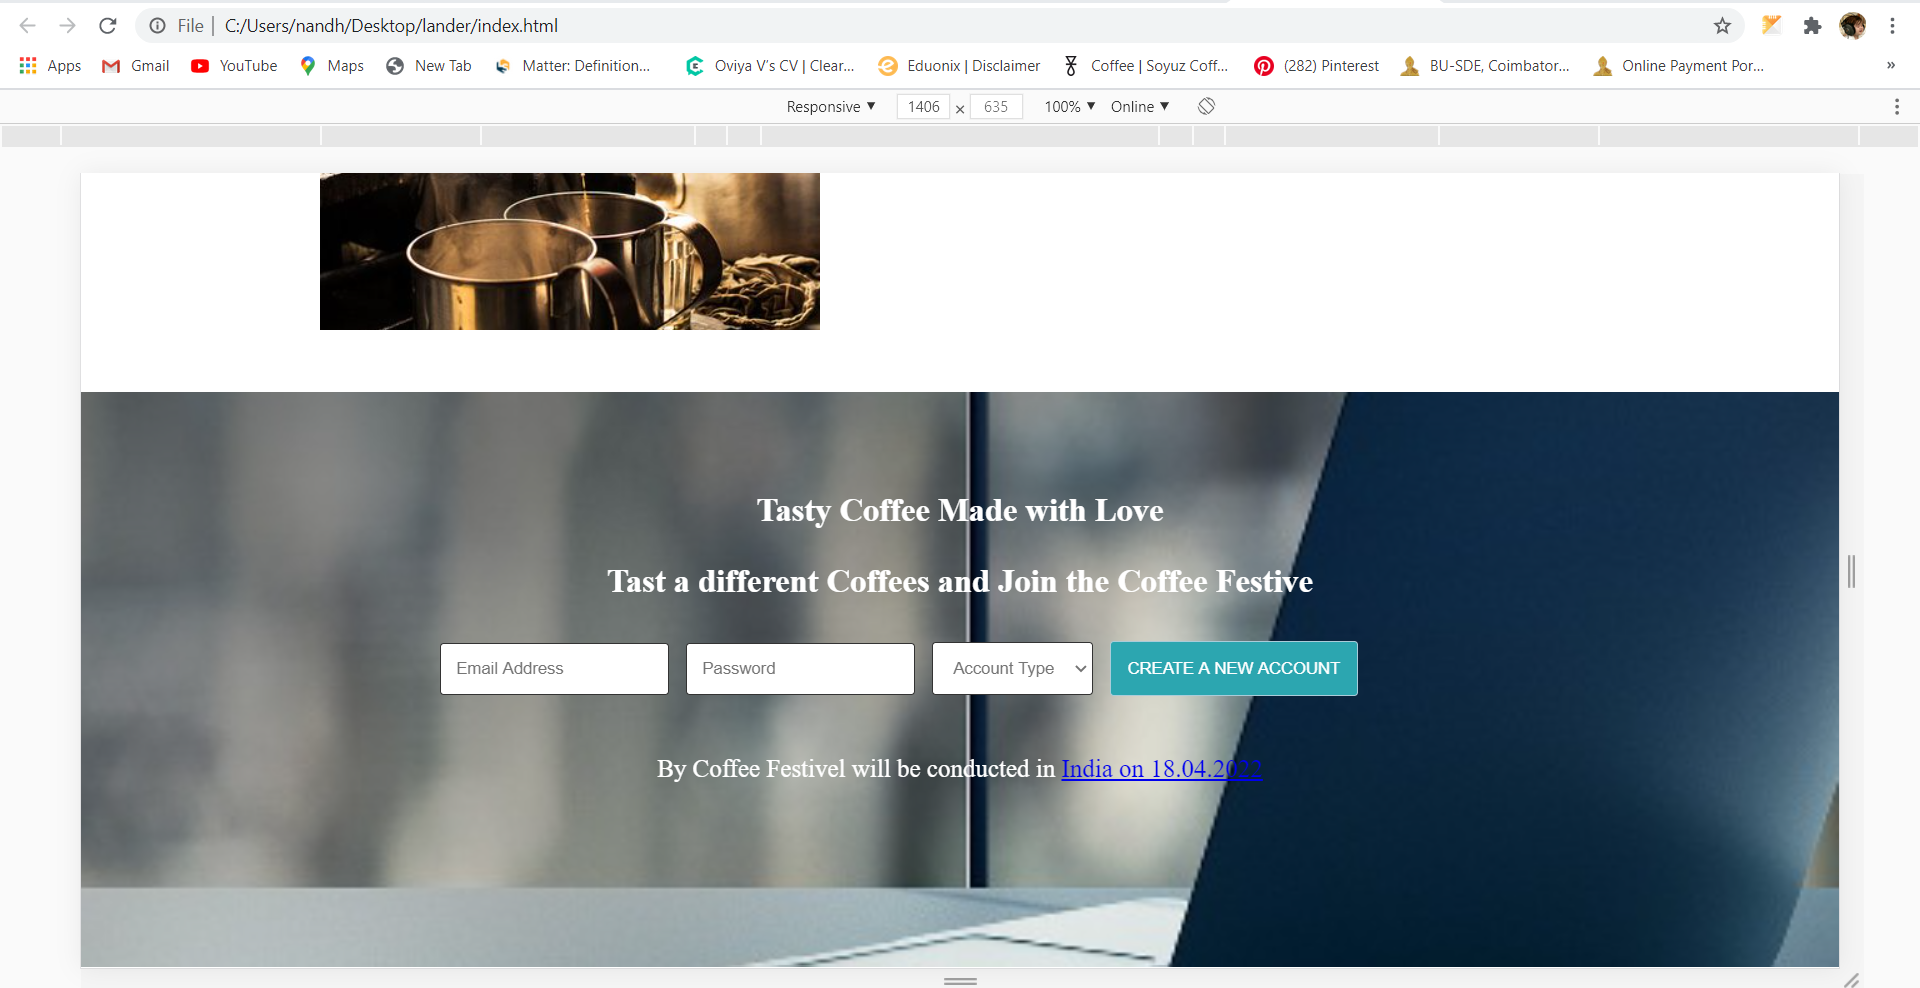 File | C:/Users/nandh/Desktop/lander/index.html
Apps Gmail YouTube Maps New Tab Matter: Definition... Oviya V's CV | Clear... Eduonix | Disclaimer Coffee | Soyuz Coff... (282) Pinterest BU-SDE, Coimbator... Online Payment Por... »
Responsive ▼ 1406 × 635 100% ▼ Online ▼
Tasty Coffee Made with Love
Tast a different Coffees and Join the Coffee Festive
Email Address Password Account Type CREATE A NEW ACCOUNT
By Coffee Festivel will be conducted in India on 18.04.2022